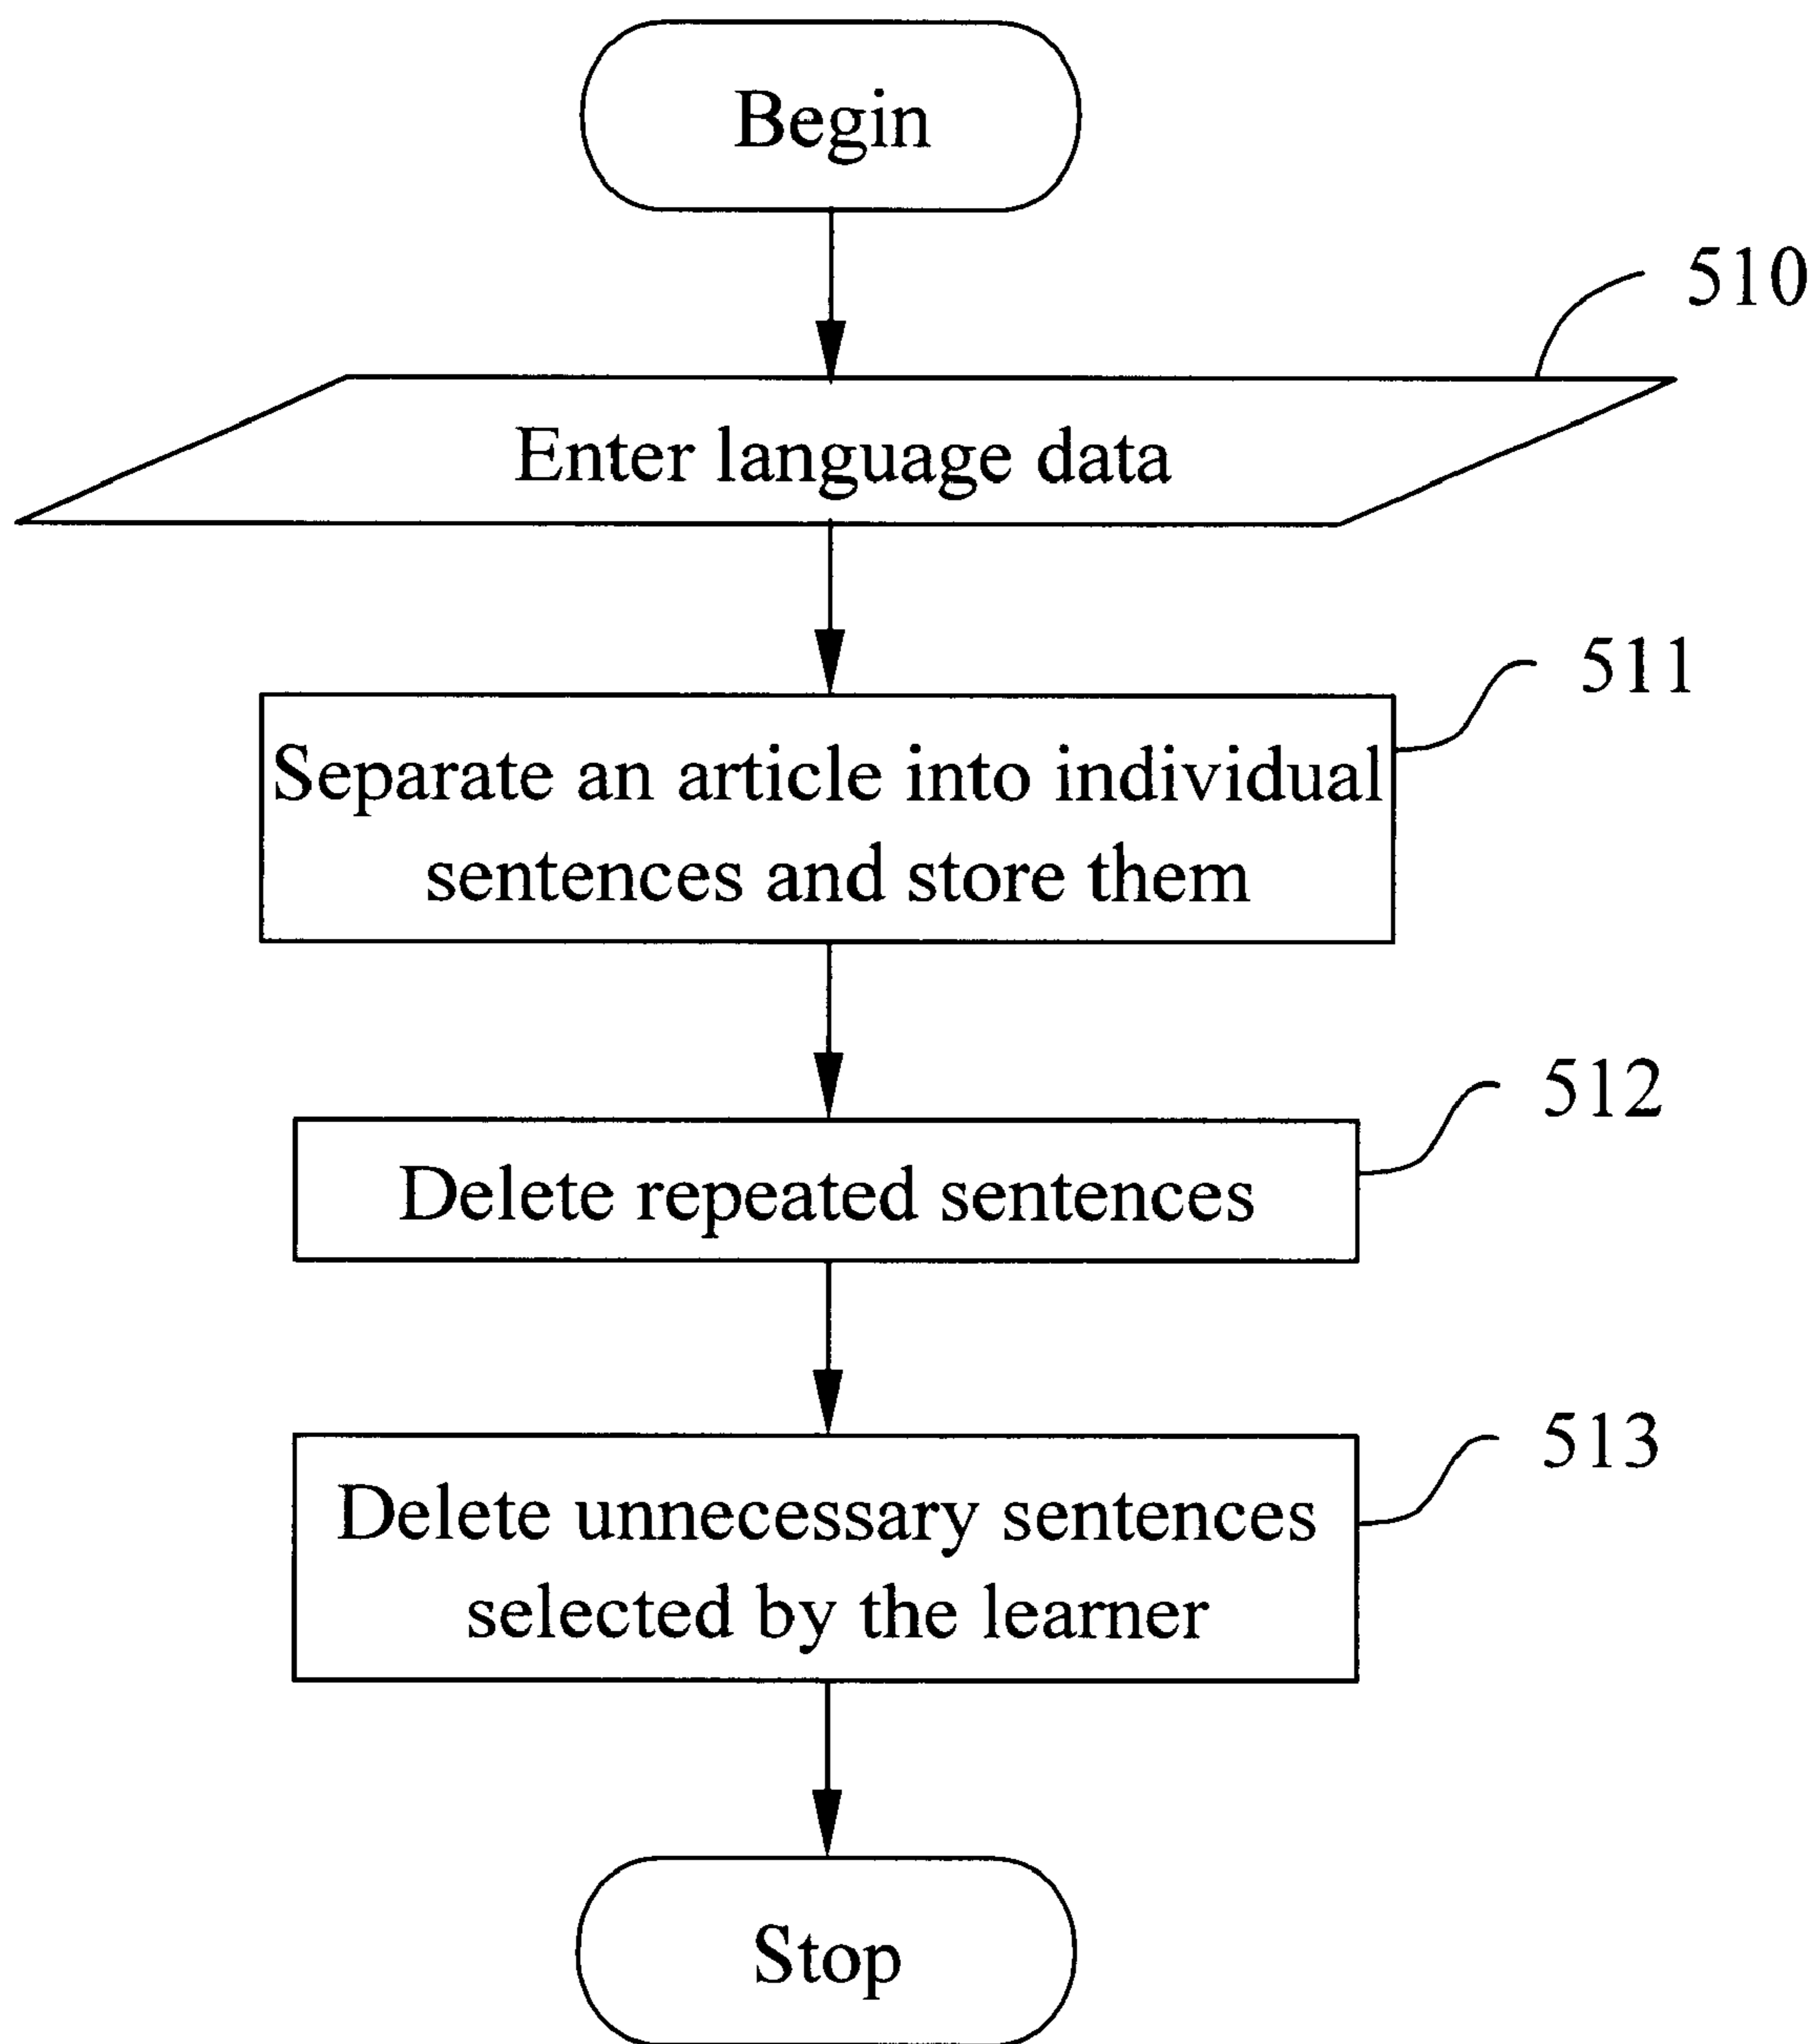 Begin
510
Enter language data
511
Separate an article into individual
sentences and store them
512
Delete repeated sentences
513
Delete unnecessary sentences
selected by the learner
Stop